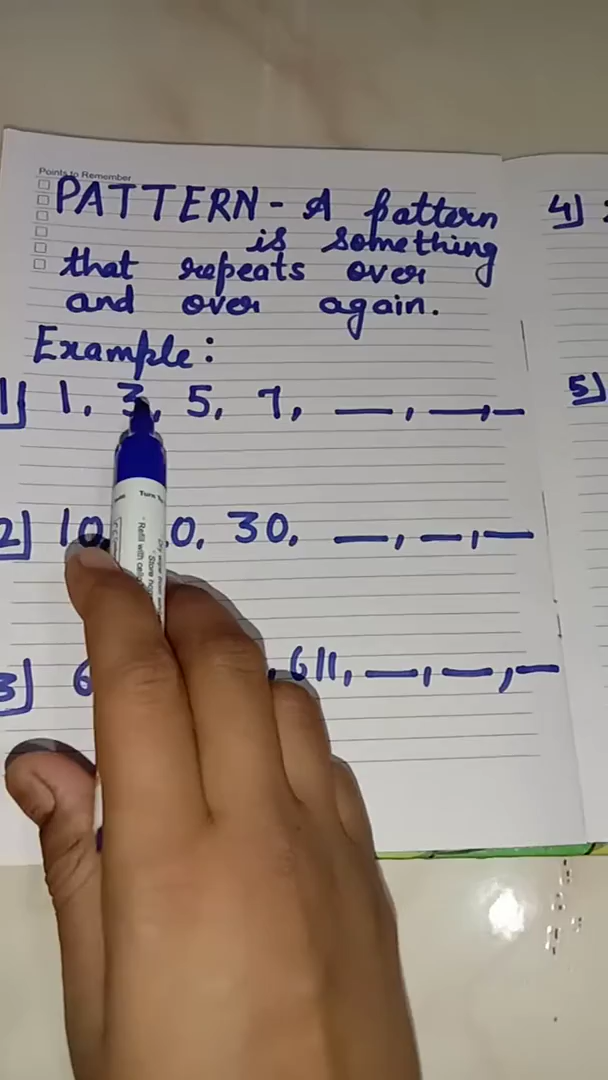 Points to Remember
PATTERN - A pattern
is something
that repeats over
and over again.
Example:
1] 1, 3, 5, 7, __, __, __
2] 10, 0, 30, __, __, __
3] 6 , 611, __, __, __
4]
5]